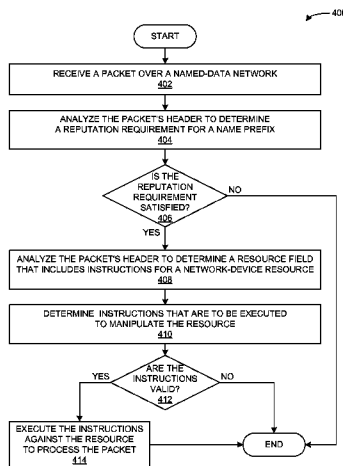 400
START
RECEIVE A PACKET OVER A NAMED-DATA NETWORK
402
ANALYZE THE PACKET'S HEADER TO DETERMINE
A REPUTATION REQUIREMENT FOR A NAME PREFIX
404
IS THE
REPUTATION
REQUIREMENT
SATISFIED?
406
NO
YES
ANALYZE THE PACKET'S HEADER TO DETERMINE A RESOURCE FIELD
THAT INCLUDES INSTRUCTIONS FOR A NETWORK-DEVICE RESOURCE
408
DETERMINE INSTRUCTIONS THAT ARE TO BE EXECUTED
TO MANIPULATE THE RESOURCE
410
YES
ARE THE
INSTRUCTIONS
VALID?
412
NO
EXECUTE THE INSTRUCTIONS
AGAINST THE RESOURCE
TO PROCESS THE PACKET
414
END